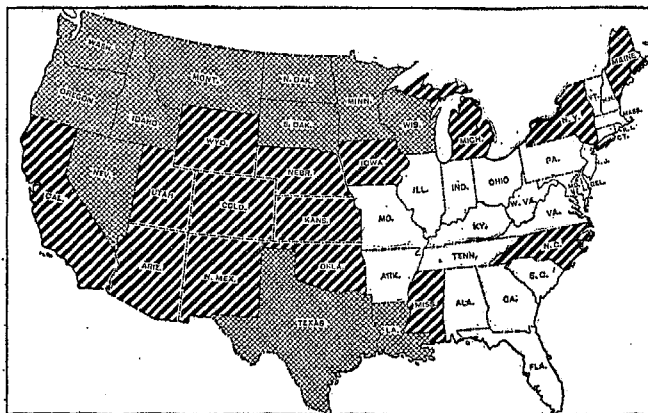 WASH.
MONT.
N. DAK.
MINN.
OREGON
IDAHO
S. DAK.
WIS.
WYO.
MICH.
MAINE
VT.
N.H.
MASS.
N.Y.
R.I.
CT.
NEV.
UTAH
COLO.
NEBR.
IOWA
ILL.
IND.
OHIO
PA.
N.J.
DEL.
CAL.
KANS.
MO.
KY.
W. VA.
VA.
ARIZ.
N. MEX.
OKLA.
ARK.
TENN.
N.C.
S.C.
TEXAS
LA.
MISS.
ALA.
GA.
FLA.